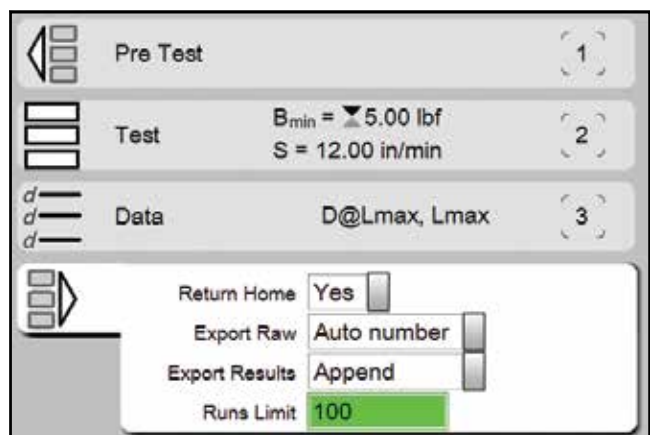 Pre Test 1
Bmin = 5.00 lbf
Test 2
S = 12.00 in/min
d
d Data D@Lmax, Lmax 3
d
Return Home Yes
Export Raw Auto number
Export Results Append
Runs Limit 100